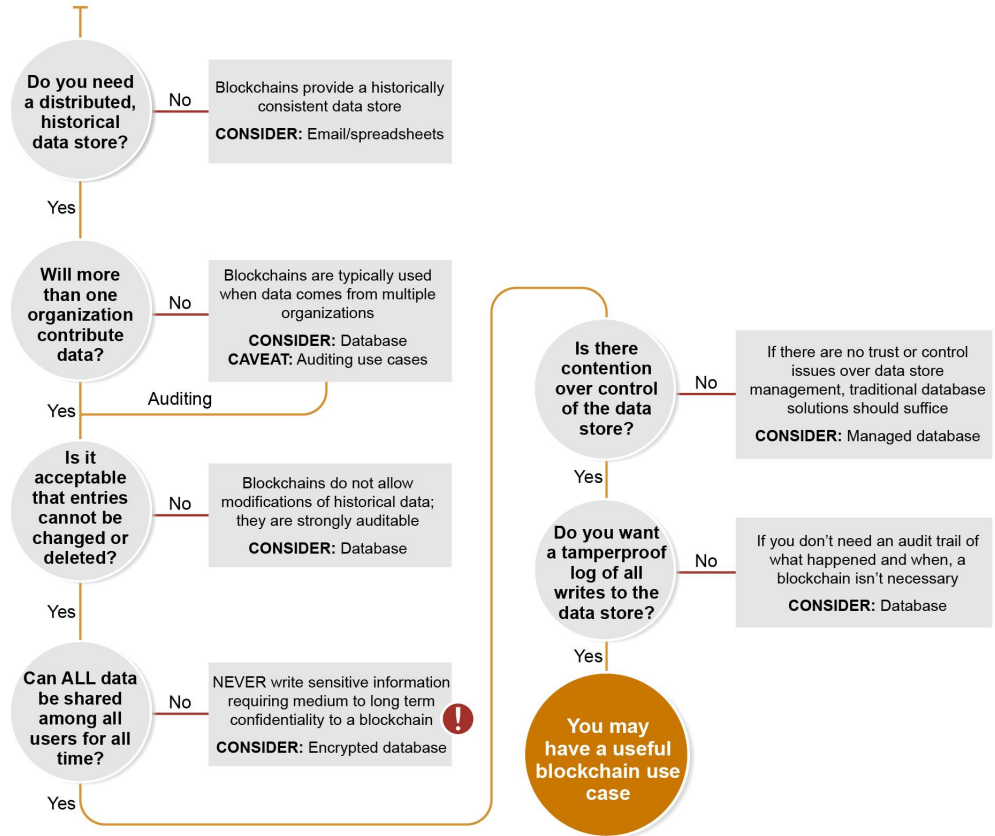 Do you need
a distributed,
historical
data store?
No
Blockchains provide a historically
consistent data store
CONSIDER: Email/spreadsheets
Yes
Will more
than one
organization
contribute
data?
No
Blockchains are typically used
when data comes from multiple
organizations
CONSIDER: Database
CAVEAT: Auditing use cases
Auditing
Yes
Is it
acceptable
that entries
cannot be
changed or
deleted?
No
Blockchains do not allow
modifications of historical data;
they are strongly auditable
CONSIDER: Database
Yes
Can ALL data
be shared
among all
users for all
time?
No
NEVER write sensitive information
requiring medium to long term
confidentiality to a blockchain
!
CONSIDER: Encrypted database
Yes
Is there
contention
over control
of the data
store?
No
If there are no trust or control
issues over data store
management, traditional database
solutions should suffice
CONSIDER: Managed database
Yes
Do you want
a tamperproof
log of all
writes to the
data store?
No
If you don’t need an audit trail of
what happened and when, a
blockchain isn’t necessary
CONSIDER: Database
Yes
You may
have a useful
blockchain use
case